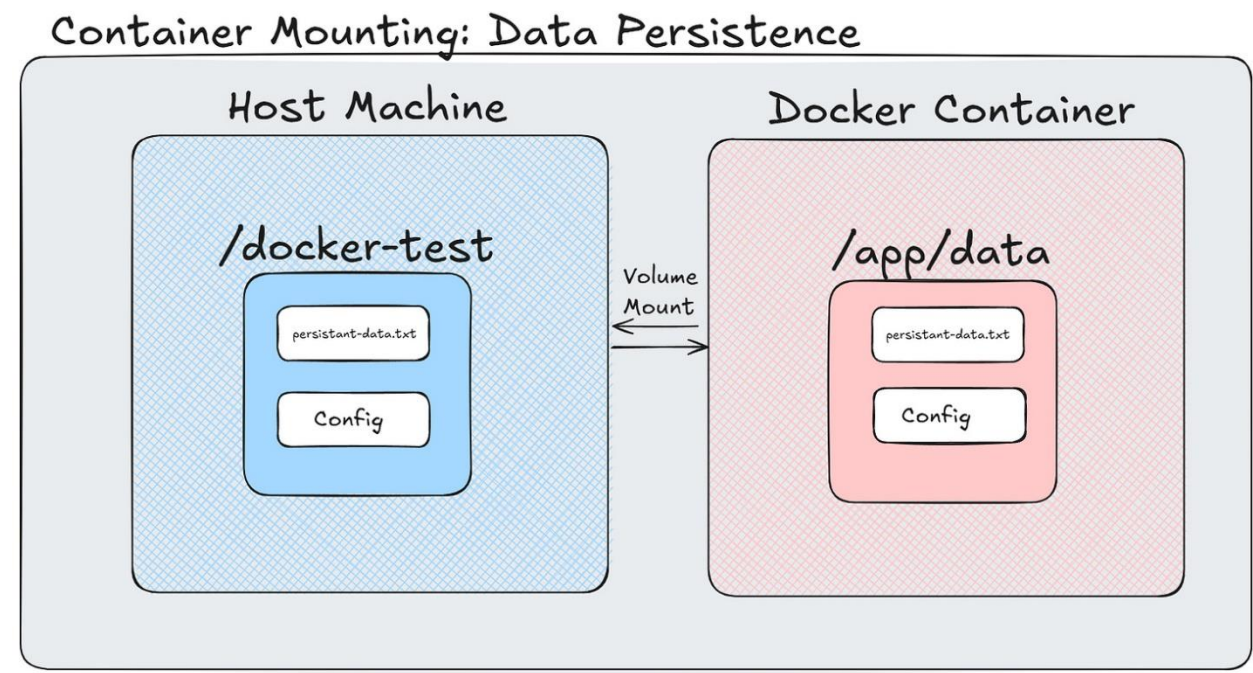 Container Mounting: Data Persistence
Host Machine
Docker Container
/docker-test
/app/data
Volume
Mount
persistant-data.txt
persistant-data.txt
Config
Config